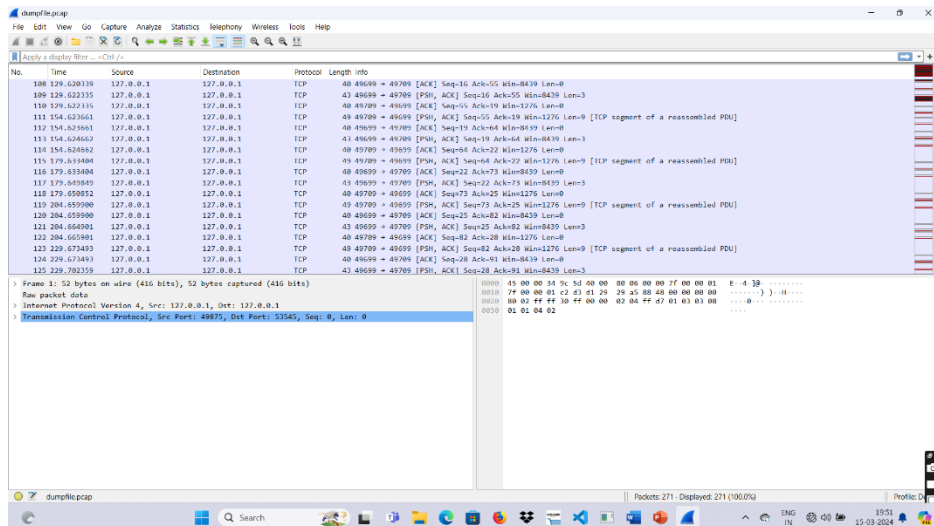 dumpfile.pcap
File Edit View Go Capture Analyze Statistics Telephony Wireless Tools Help
Apply a display filter ... <Ctrl-/>
No. Time Source Destination Protocol Length Info
108 129.620339 127.0.0.1 127.0.0.1 TCP 40 49699 → 49709 [ACK] Seq=16 Ack=55 Win=8439 Len=0
109 129.622335 127.0.0.1 127.0.0.1 TCP 43 49699 → 49709 [PSH, ACK] Seq=16 Ack=55 Win=8439 Len=3
110 129.622335 127.0.0.1 127.0.0.1 TCP 40 49709 → 49699 [ACK] Seq=55 Ack=19 Win=1276 Len=0
111 154.623661 127.0.0.1 127.0.0.1 TCP 49 49709 → 49699 [PSH, ACK] Seq=55 Ack=19 Win=1276 Len=9 [TCP segment of a reassembled PDU]
112 154.623661 127.0.0.1 127.0.0.1 TCP 40 49699 → 49709 [ACK] Seq=19 Ack=64 Win=8439 Len=0
113 154.624662 127.0.0.1 127.0.0.1 TCP 43 49699 → 49709 [PSH, ACK] Seq=19 Ack=64 Win=8439 Len=3
114 154.624662 127.0.0.1 127.0.0.1 TCP 40 49709 → 49699 [ACK] Seq=64 Ack=22 Win=1276 Len=0
115 179.633404 127.0.0.1 127.0.0.1 TCP 49 49709 → 49699 [PSH, ACK] Seq=64 Ack=22 Win=1276 Len=9 [TCP segment of a reassembled PDU]
116 179.633404 127.0.0.1 127.0.0.1 TCP 40 49699 → 49709 [ACK] Seq=22 Ack=73 Win=8439 Len=0
117 179.649849 127.0.0.1 127.0.0.1 TCP 43 49699 → 49709 [PSH, ACK] Seq=22 Ack=73 Win=8439 Len=3
118 179.650852 127.0.0.1 127.0.0.1 TCP 40 49709 → 49699 [ACK] Seq=73 Ack=25 Win=1276 Len=0
119 204.659900 127.0.0.1 127.0.0.1 TCP 49 49709 → 49699 [PSH, ACK] Seq=73 Ack=25 Win=1276 Len=9 [TCP segment of a reassembled PDU]
120 204.659900 127.0.0.1 127.0.0.1 TCP 40 49699 → 49709 [ACK] Seq=25 Ack=82 Win=8439 Len=0
121 204.664901 127.0.0.1 127.0.0.1 TCP 43 49699 → 49709 [PSH, ACK] Seq=25 Ack=82 Win=8439 Len=3
122 204.665901 127.0.0.1 127.0.0.1 TCP 40 49709 → 49699 [ACK] Seq=82 Ack=28 Win=1276 Len=0
123 229.673493 127.0.0.1 127.0.0.1 TCP 49 49709 → 49699 [PSH, ACK] Seq=82 Ack=28 Win=1276 Len=9 [TCP segment of a reassembled PDU]
124 229.673493 127.0.0.1 127.0.0.1 TCP 40 49699 → 49709 [ACK] Seq=28 Ack=91 Win=8439 Len=0
125 229.702359 127.0.0.1 127.0.0.1 TCP 43 49699 → 49709 [PSH, ACK] Seq=28 Ack=91 Win=8439 Len=3
Frame 1: 52 bytes on wire (416 bits), 52 bytes captured (416 bits)
Raw packet data
Internet Protocol Version 4, Src: 127.0.0.1, Dst: 127.0.0.1
Transmission Control Protocol, Src Port: 49875, Dst Port: 53545, Seq: 0, Len: 0
0000 45 00 00 34 9c 5d 40 00 80 06 00 00 7f 00 00 01
0010 7f 00 00 01 c2 d3 d1 29 29 a5 88 48 00 00 00 00
0020 80 02 ff ff 30 ff 00 00 02 04 ff d7 01 03 03 08
0030 01 01 04 02
dumpfile.pcap
Packets: 271 · Displayed: 271 (100.0%)
Search
ENG
IN
19:51
15-03-2024